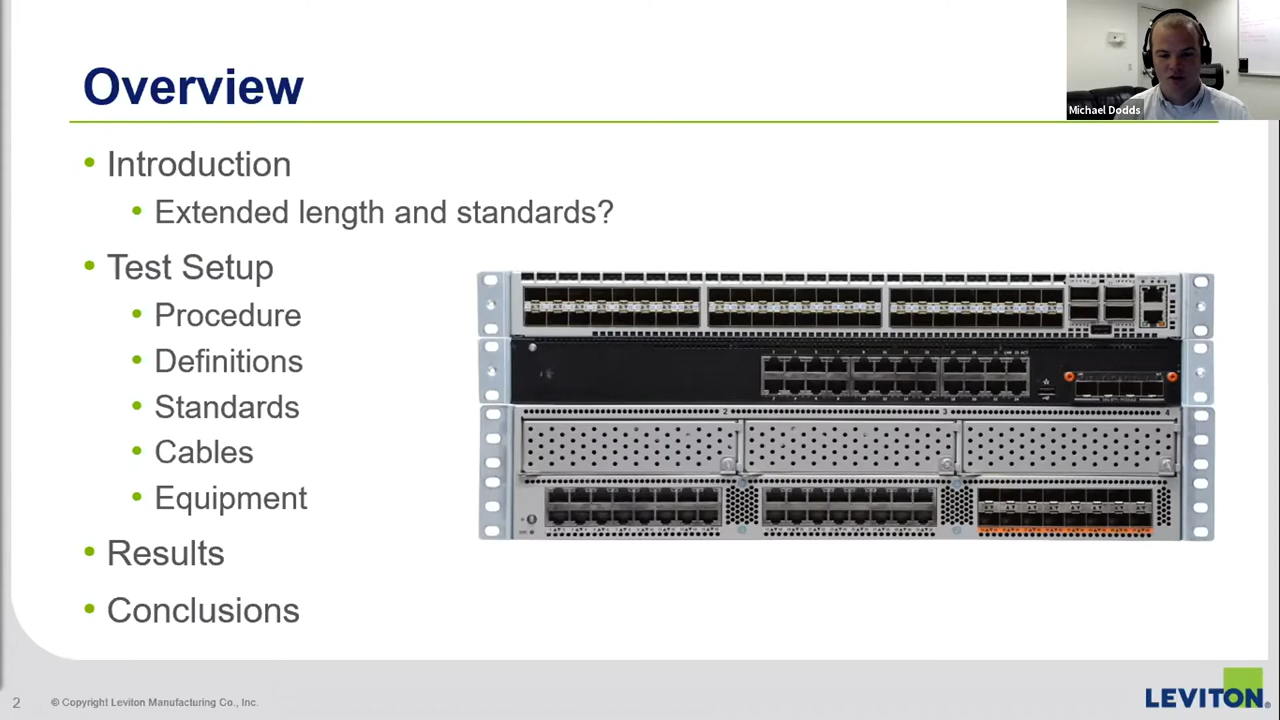 Overview
Michael Dodds
• Introduction
• Extended length and standards?
• Test Setup
• Procedure
• Definitions
• Standards
• Cables
• Equipment
• Results
• Conclusions
2 © Copyright Leviton Manufacturing Co., Inc.
LEVITON®